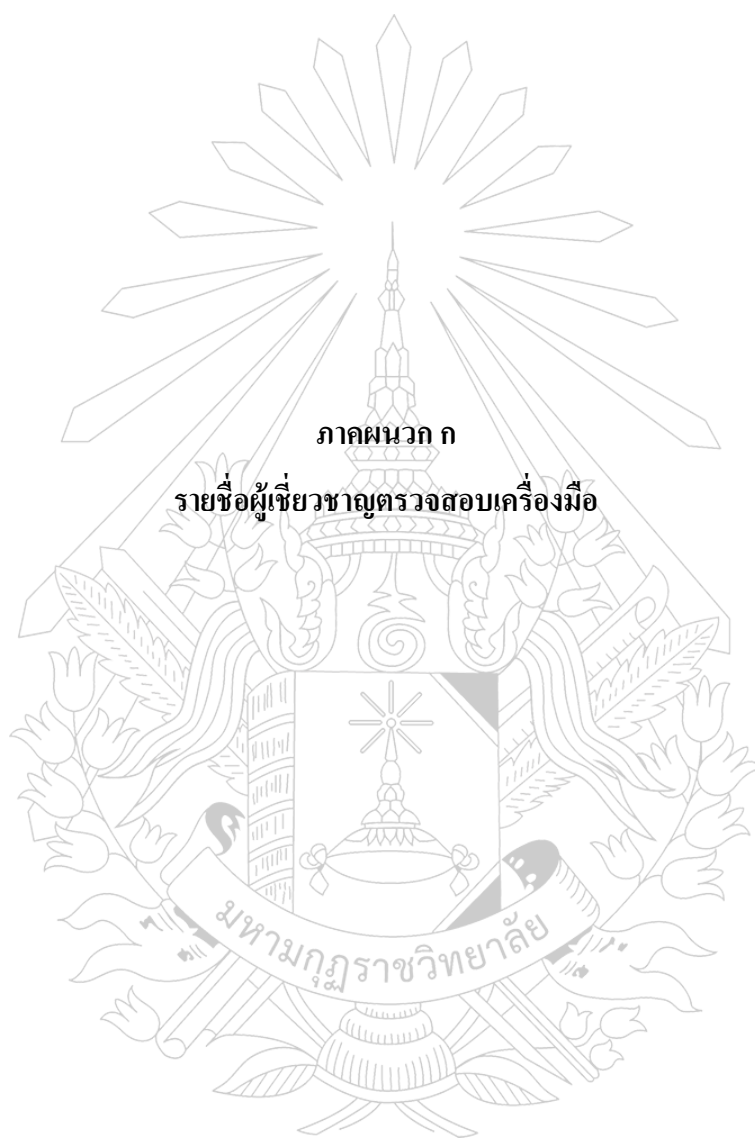 ภาคผนวก ก
รายชื่อผู้เชี่ยวชาญตรวจสอบเครื่องมือ
มหามกุฏราชวิทยาลัย